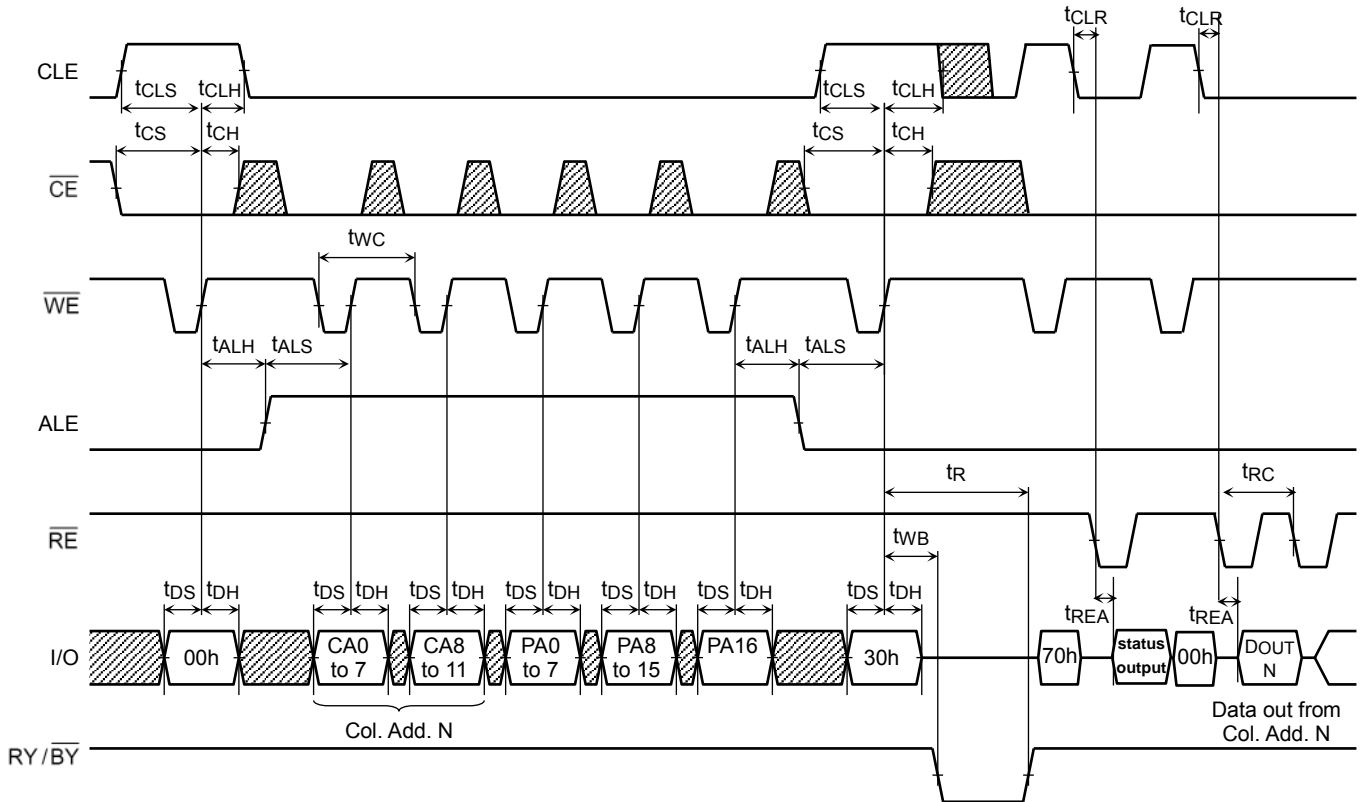 tCLR tCLR
CLE
tCLS tCLH tCLS tCLH
tCS tCH tCS tCH
CE
tWC
WE
tALH tALS tALH tALS
ALE
tR tRC
RE
tWB
tDS tDH tDS tDH tDS tDH tDS tDH tDS tDH tDS tDH tDS tDH
tREA tREA
I/O 00h CA0 to 7 CA8 to 11 PA0 to 7 PA8 to 15 PA16 30h 70h status output 00h DOUT N
Col. Add. N
Data out from
Col. Add. N
RY/BY